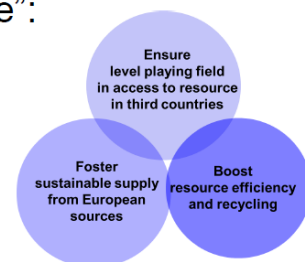 e”:
Ensure
level playing field
in access to resource
in third countries
Foster
sustainable supply
from European
sources
Boost
resource efficiency
and recycling